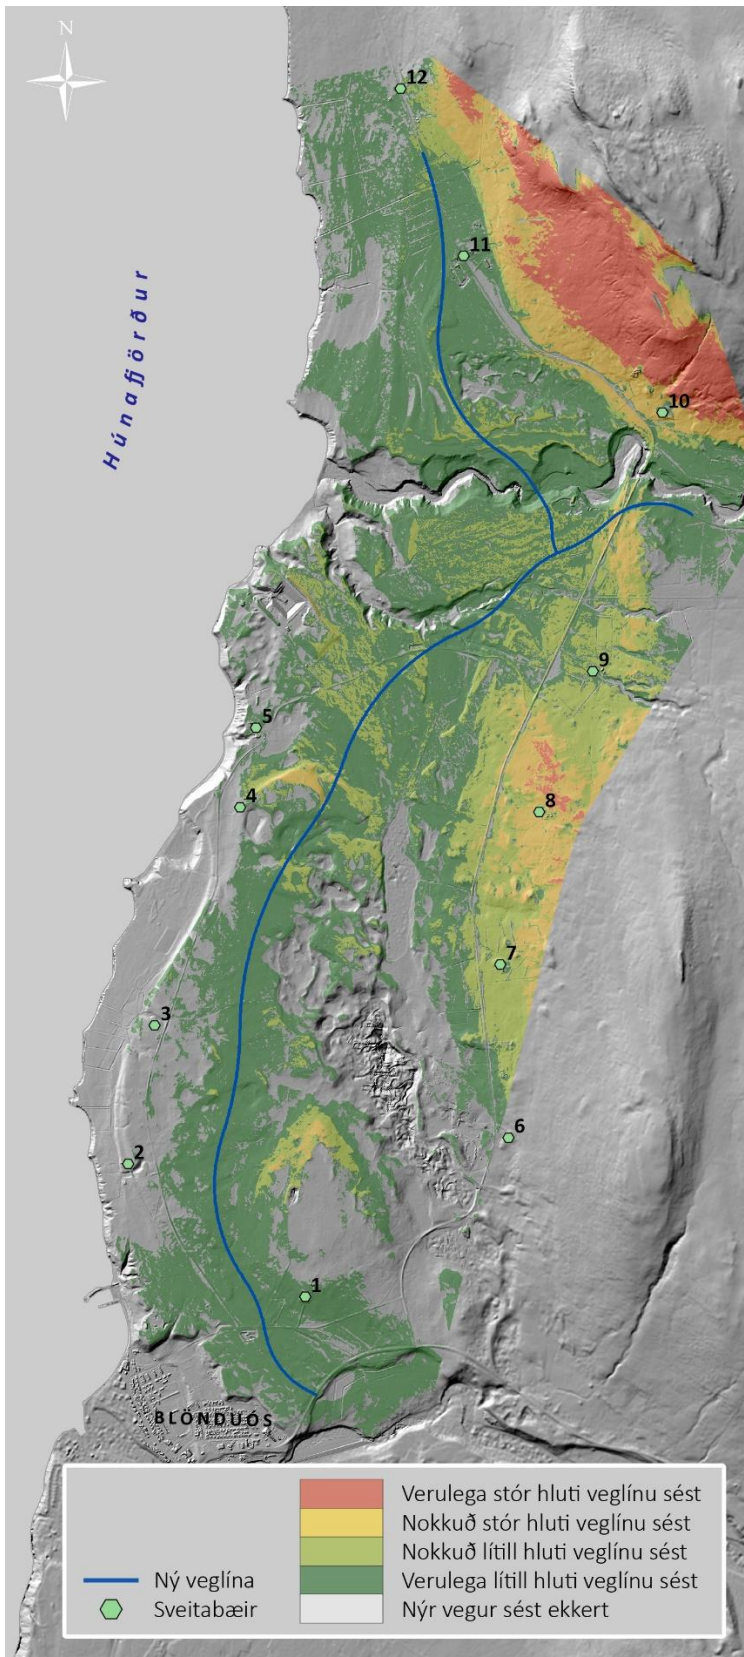 N
12
11
Húnafjörður
10
9
5
8
4
7
3
6
2
1
BLÖNDUÓS
Verulega stór hluti veglínu sést
Nokkuð stór hluti veglínu sést
Nokkuð lítill hluti veglínu sést
Ný veglína
Verulega lítill hluti veglínu sést
Sveitabæir
Nýr vegur sést ekkert